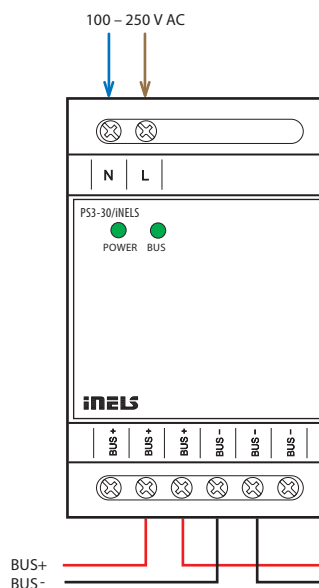 100 – 250 V AC
N L
PS3-30/iNELS
POWER BUS
iNELS
BUS + BUS + BUS + BUS – BUS – BUS –
BUS+
BUS-